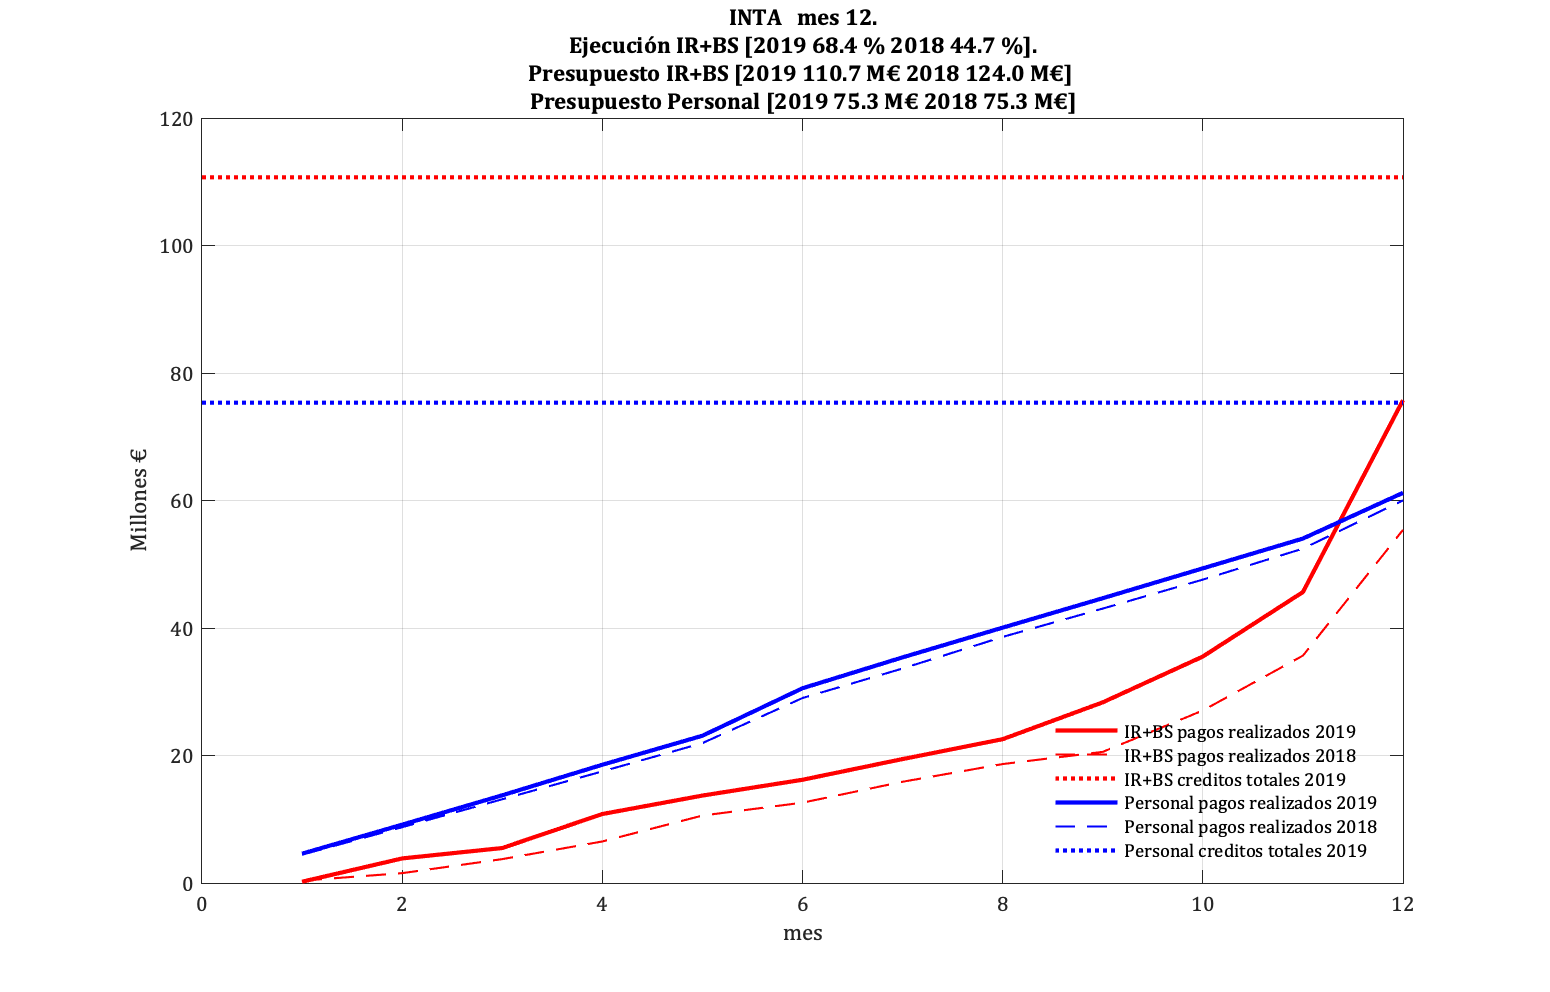 INTA mes 12.
Ejecución IR+BS [2019 68.4 % 2018 44.7 %].
Presupuesto IR+BS [2019 110.7 M€ 2018 124.0 M€]
Presupuesto Personal [2019 75.3 M€ 2018 75.3 M€]
120
100
80
60
40
20
0
Millones €
0 2 4 6 8 10 12
mes
IR+BS pagos realizados 2019
IR+BS pagos realizados 2018
IR+BS creditos totales 2019
Personal pagos realizados 2019
Personal pagos realizados 2018
Personal creditos totales 2019